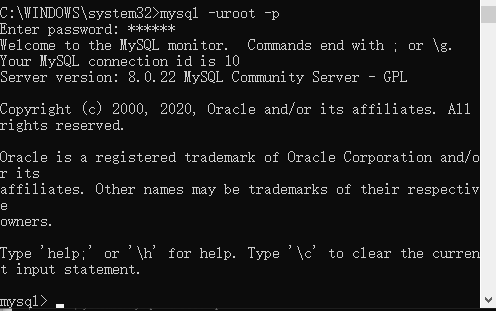 C:\WINDOWS\system32>mysql -uroot -p
Enter password: ******
Welcome to the MySQL monitor.  Commands end with ; or \g.
Your MySQL connection id is 10
Server version: 8.0.22 MySQL Community Server - GPL
Copyright (c) 2000, 2020, Oracle and/or its affiliates. All
rights reserved.
Oracle is a registered trademark of Oracle Corporation and/o
r its
affiliates. Other names may be trademarks of their respectiv
e
owners.
Type 'help;' or '\h' for help. Type '\c' to clear the curren
t input statement.
mysql>